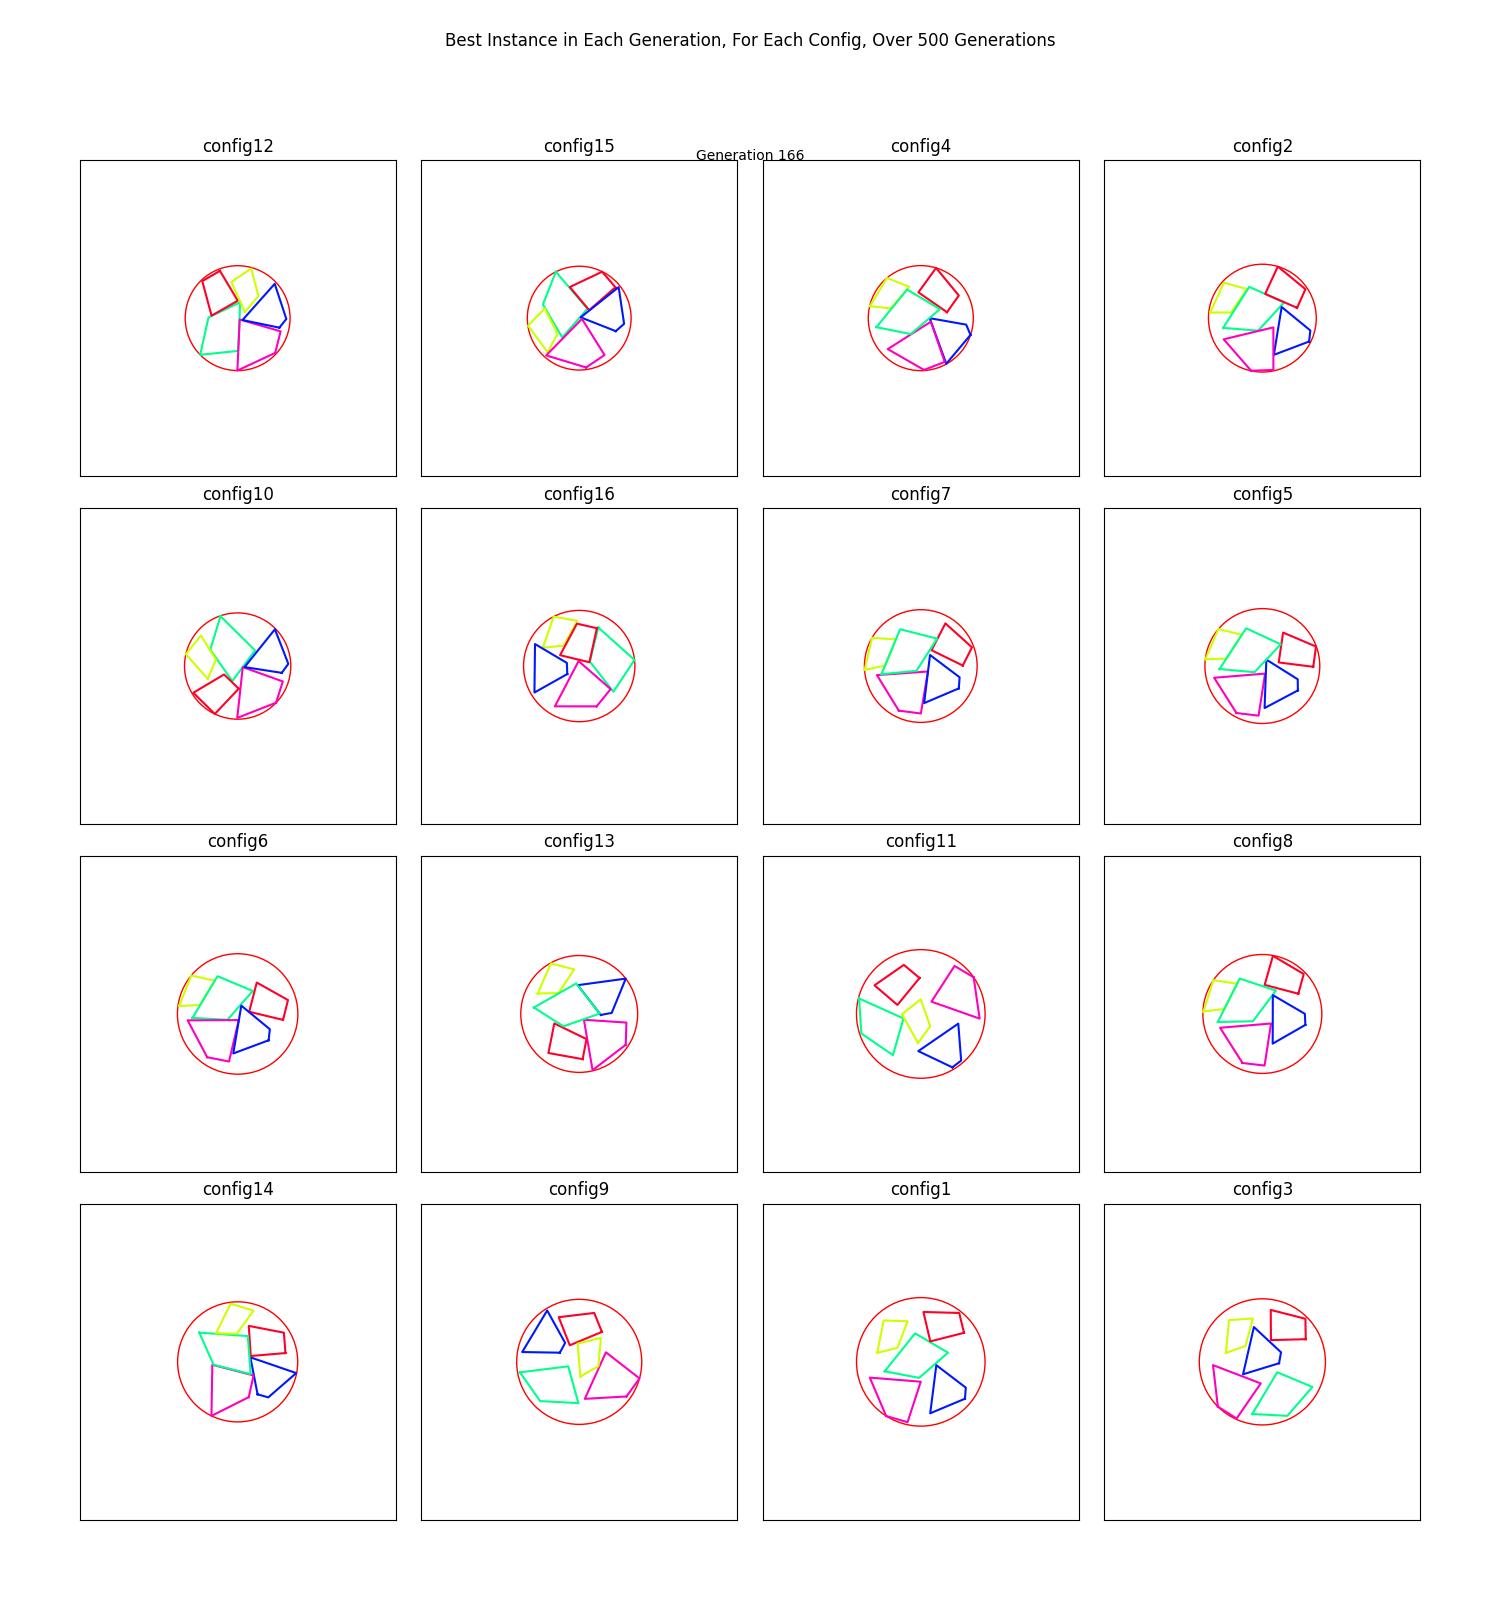 Best Instance in Each Generation, For Each Config, Over 500 Generations
Generation 166
config12
config15
config4
config2
config10
config16
config7
config5
config6
config13
config11
config8
config14
config9
config1
config3